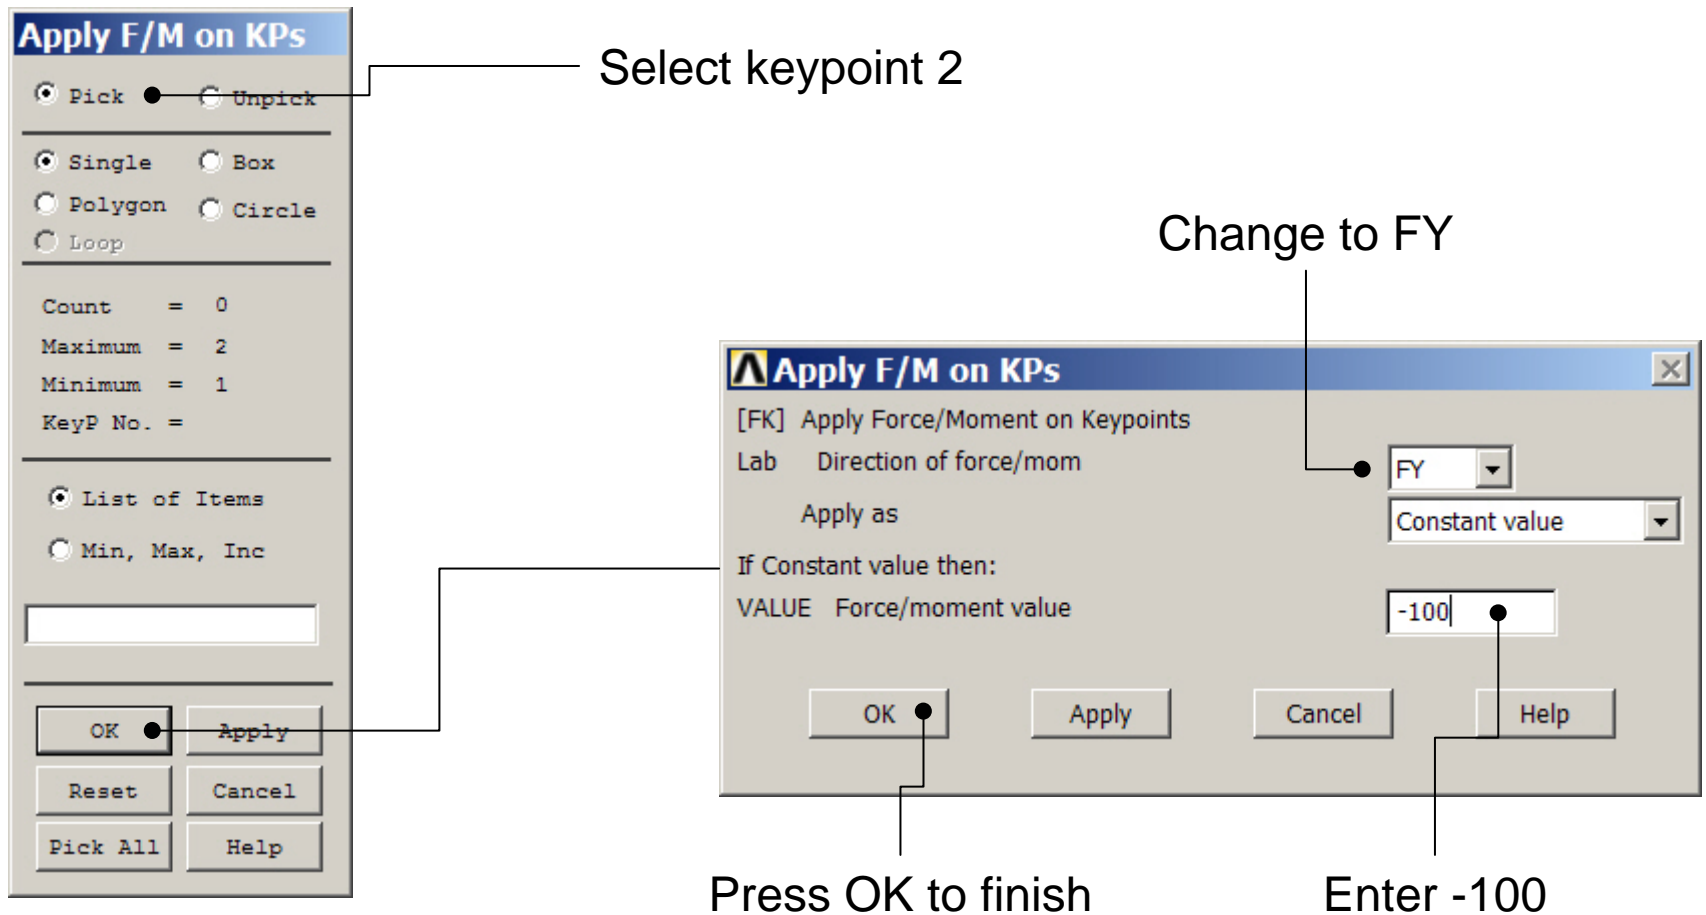 Apply F/M on KPs
Pick Unpick
Single Box
Polygon Circle
Loop
Count = 0
Maximum = 2
Minimum = 1
KeyP No. =
List of Items
Min, Max, Inc
OK Apply
Reset Cancel
Pick All Help
Select keypoint 2
Change to FY
Apply F/M on KPs
[FK] Apply Force/Moment on Keypoints
Lab Direction of force/mom FY
Apply as Constant value
If Constant value then:
VALUE Force/moment value -100
OK Apply Cancel Help
Press OK to finish Enter -100